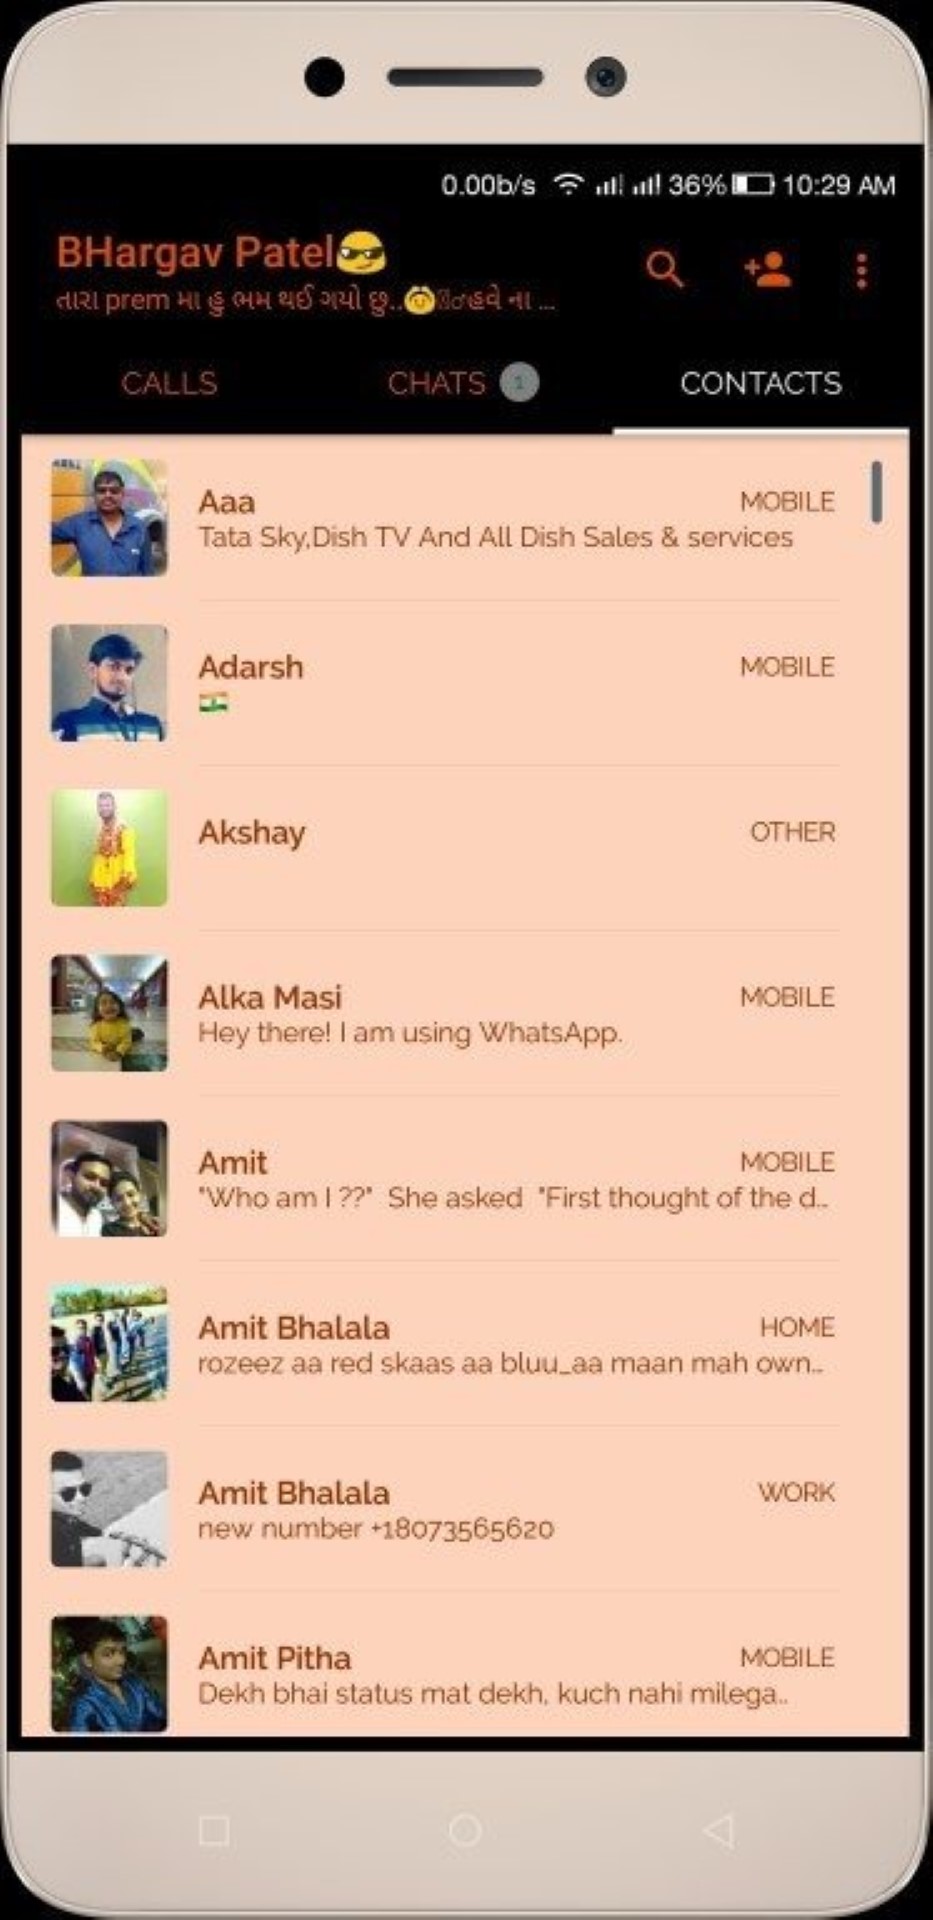 0.00b/s 36% 10:29 AM
BHargav Patel😎
તારા prem મા હુ ભમ થઈ ગયો છુ.. હવે ના ...
CALLS CHATS 1 CONTACTS
Aaa MOBILE
Tata Sky,Dish TV And All Dish Sales & services
Adarsh MOBILE
🇮🇳
Akshay OTHER
Alka Masi MOBILE
Hey there! I am using WhatsApp.
Amit MOBILE
"Who am I ??" She asked "First thought of the d..
Amit Bhalala HOME
rozeez aa red skaas aa bluu_aa maan mah own..
Amit Bhalala WORK
new number +18073565620
Amit Pitha MOBILE
Dekh bhai status mat dekh, kuch nahi milega..